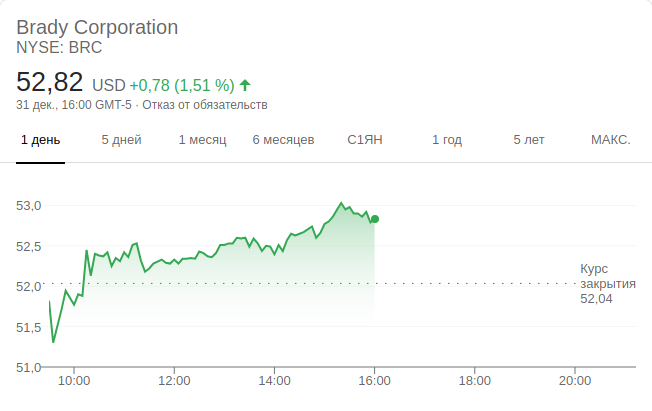 Brady Corporation
NYSE: BRC
52,82 USD +0,78 (1,51 %)
31 дек., 16:00 GMT-5 · Отказ от обязательств
1 день 5 дней 1 месяц 6 месяцев С1ЯН 1 год 5 лет МАКС.
53,0
52,5
52,0
51,5
51,0
Курс
закрытия
52,04
10:00 12:00 14:00 16:00 18:00 20:00